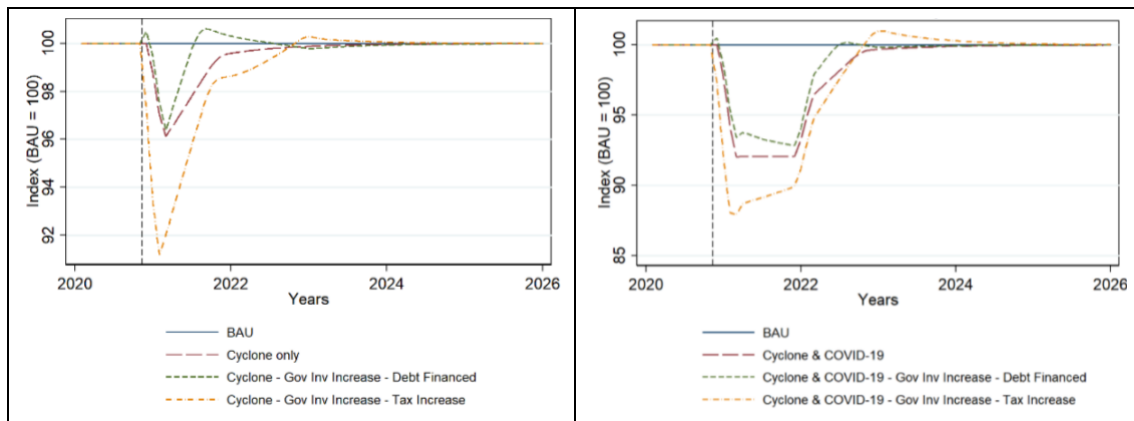 Index (BAU = 100)
100
98
96
94
92
2020
2022
2024
2026
Years
BAU
Cyclone only
Cyclone - Gov Inv Increase - Debt Financed
Cyclone - Gov Inv Increase - Tax Increase
Index (BAU = 100)
100
95
90
85
2020
2022
2024
2026
Years
BAU
Cyclone & COVID-19
Cyclone & COVID-19 - Gov Inv Increase - Debt Financed
Cyclone & COVID-19 - Gov Inv Increase - Tax Increase